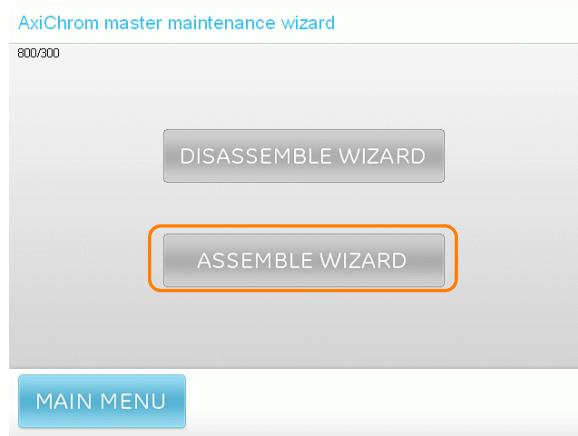 AxiChrom master maintenance wizard
800/300
DISASSEMBLE WIZARD
ASSEMBLE WIZARD
MAIN MENU